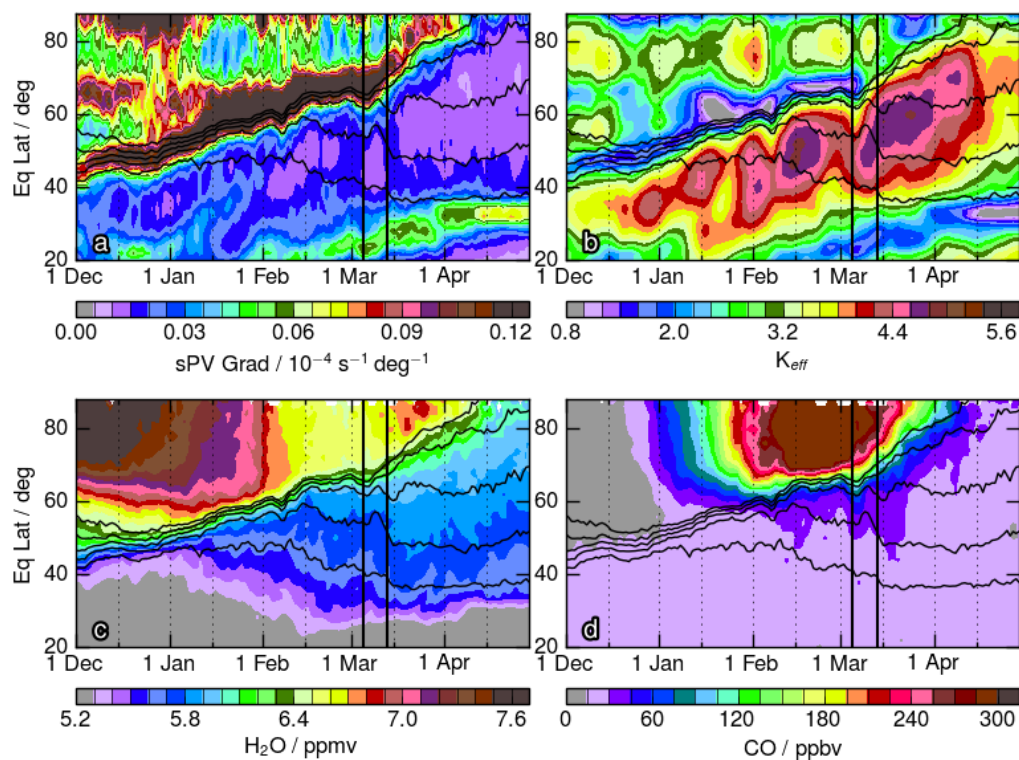 Eq Lat / deg
80
60
40
20
a
1 Dec 1 Jan 1 Feb 1 Mar 1 Apr
0.00 0.03 0.06 0.09 0.12
sPV Grad / 10⁻⁴ s⁻¹ deg⁻¹
80
60
40
20
b
1 Dec 1 Jan 1 Feb 1 Mar 1 Apr
0.8 2.0 3.2 4.4 5.6
K_eff
Eq Lat / deg
80
60
40
20
c
1 Dec 1 Jan 1 Feb 1 Mar 1 Apr
5.2 5.8 6.4 7.0 7.6
H₂O / ppmv
80
60
40
20
d
1 Dec 1 Jan 1 Feb 1 Mar 1 Apr
0 60 120 180 240 300
CO / ppbv